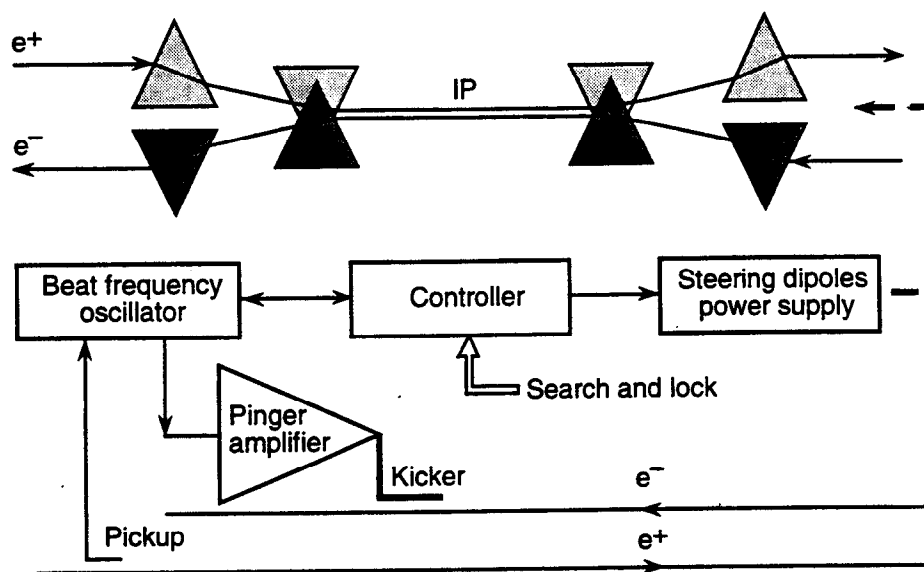 e+
IP
e-
Beat frequency
oscillator
Controller
Steering dipoles
power supply
Search and lock
Pinger
amplifier
Kicker
e-
Pickup
e+